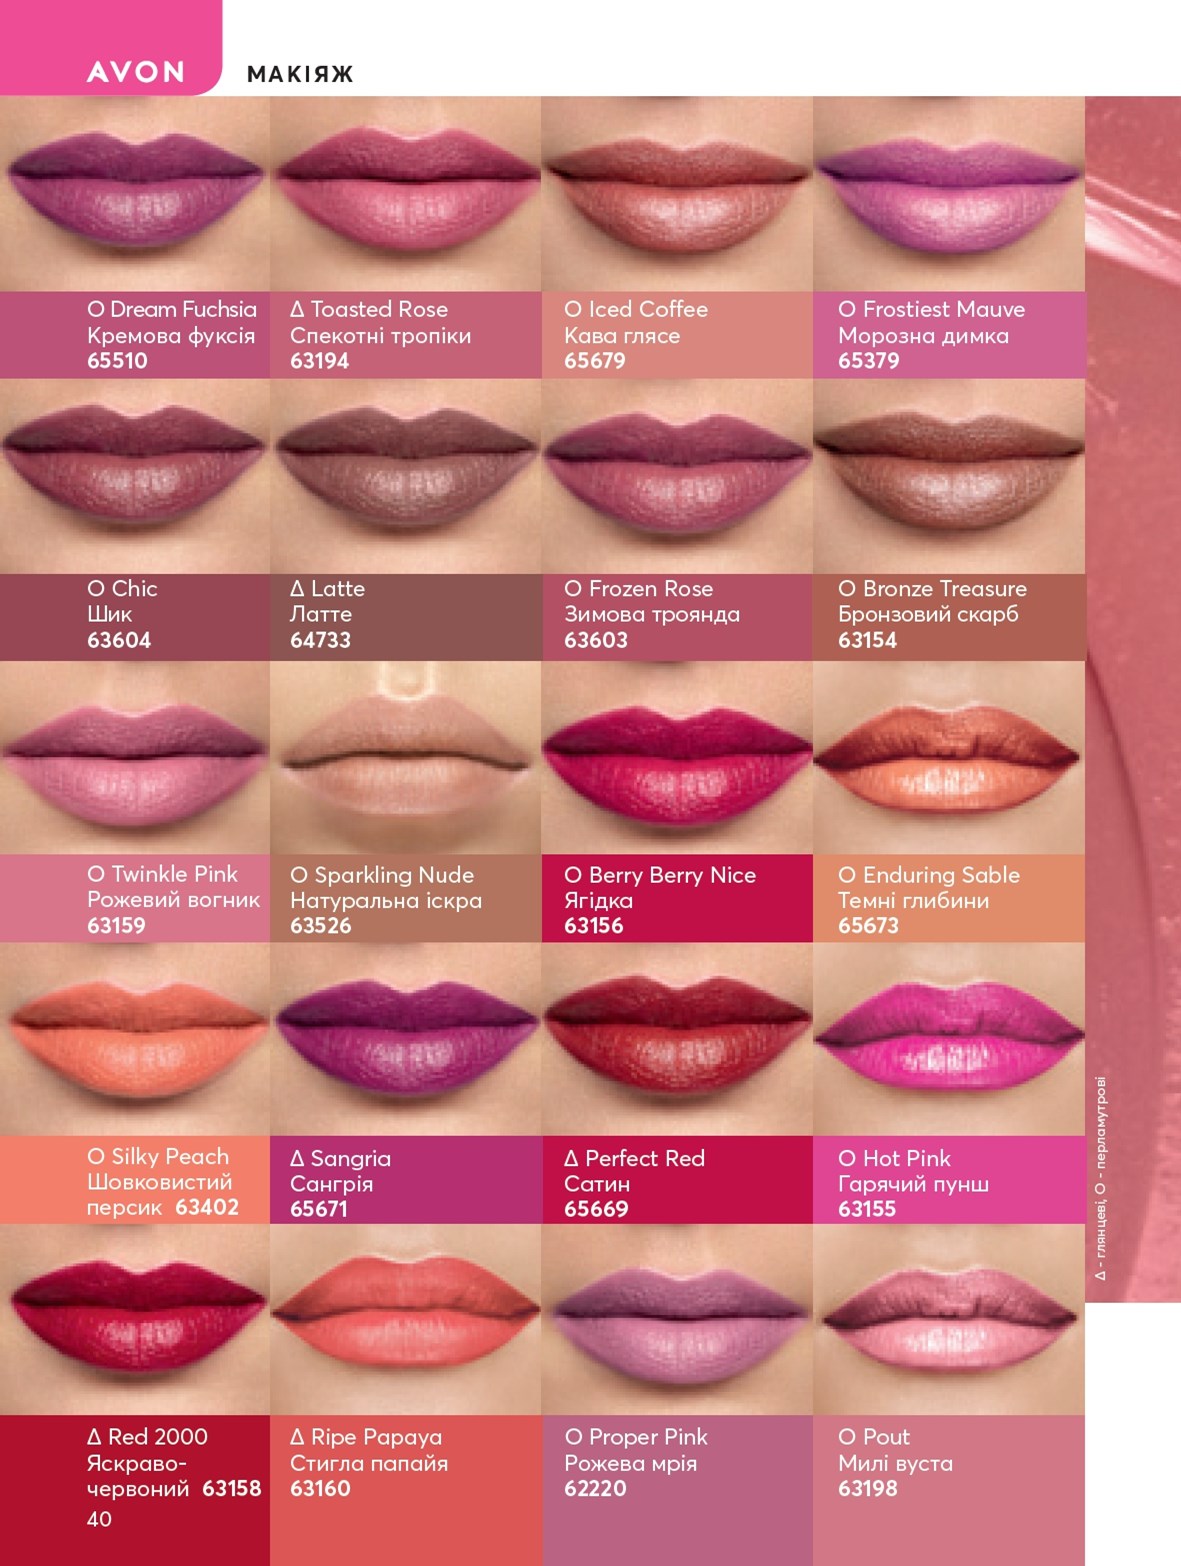 AVON
МАКІЯЖ
O Dream Fuchsia
Кремова фуксія
65510
Δ Toasted Rose
Спекотні тропіки
63194
O Iced Coffee
Кава глясе
65679
O Frostiest Mauve
Морозна димка
65379
O Chic
Шик
63604
Δ Latte
Латте
64733
O Frozen Rose
Зимова троянда
63603
O Bronze Treasure
Бронзовий скарб
63154
O Twinkle Pink
Рожевий вогник
63159
O Sparkling Nude
Натуральна іскра
63526
O Berry Berry Nice
Ягідка
63156
O Enduring Sable
Темні глибини
65673
O Silky Peach
Шовковистий
персик 63402
Δ Sangria
Сангрія
65671
Δ Perfect Red
Сатин
65669
O Hot Pink
Гарячий пунш
63155
Δ Red 2000
Яскраво-
червоний 63158
Δ Ripe Papaya
Стигла папайя
63160
O Proper Pink
Рожева мрія
62220
O Pout
Милі вуста
63198
Δ - глянцеві, O - перламутрові
40